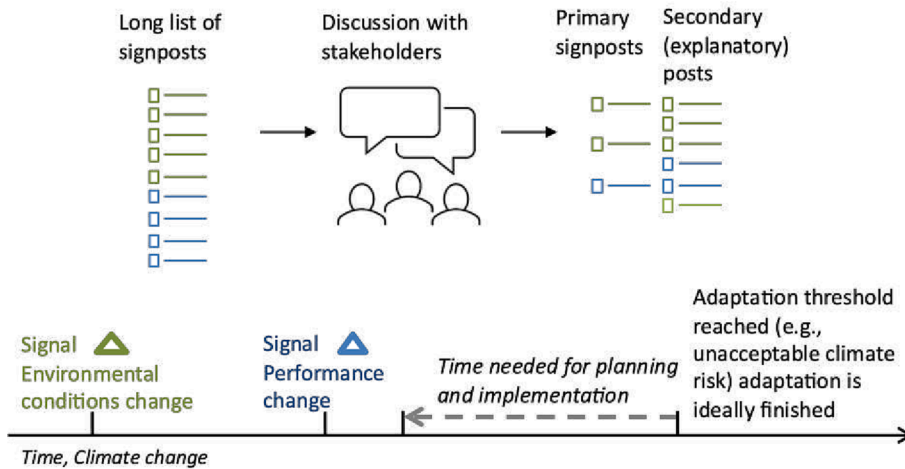 Long list of
signposts
Discussion with
stakeholders
Primary
signposts
Secondary
(explanatory)
posts
Signal
Environmental
conditions change
Signal
Performance
change
Time needed for planning
and implementation
Adaptation threshold
reached (e.g.,
unacceptable climate
risk) adaptation is
ideally finished
Time, Climate change